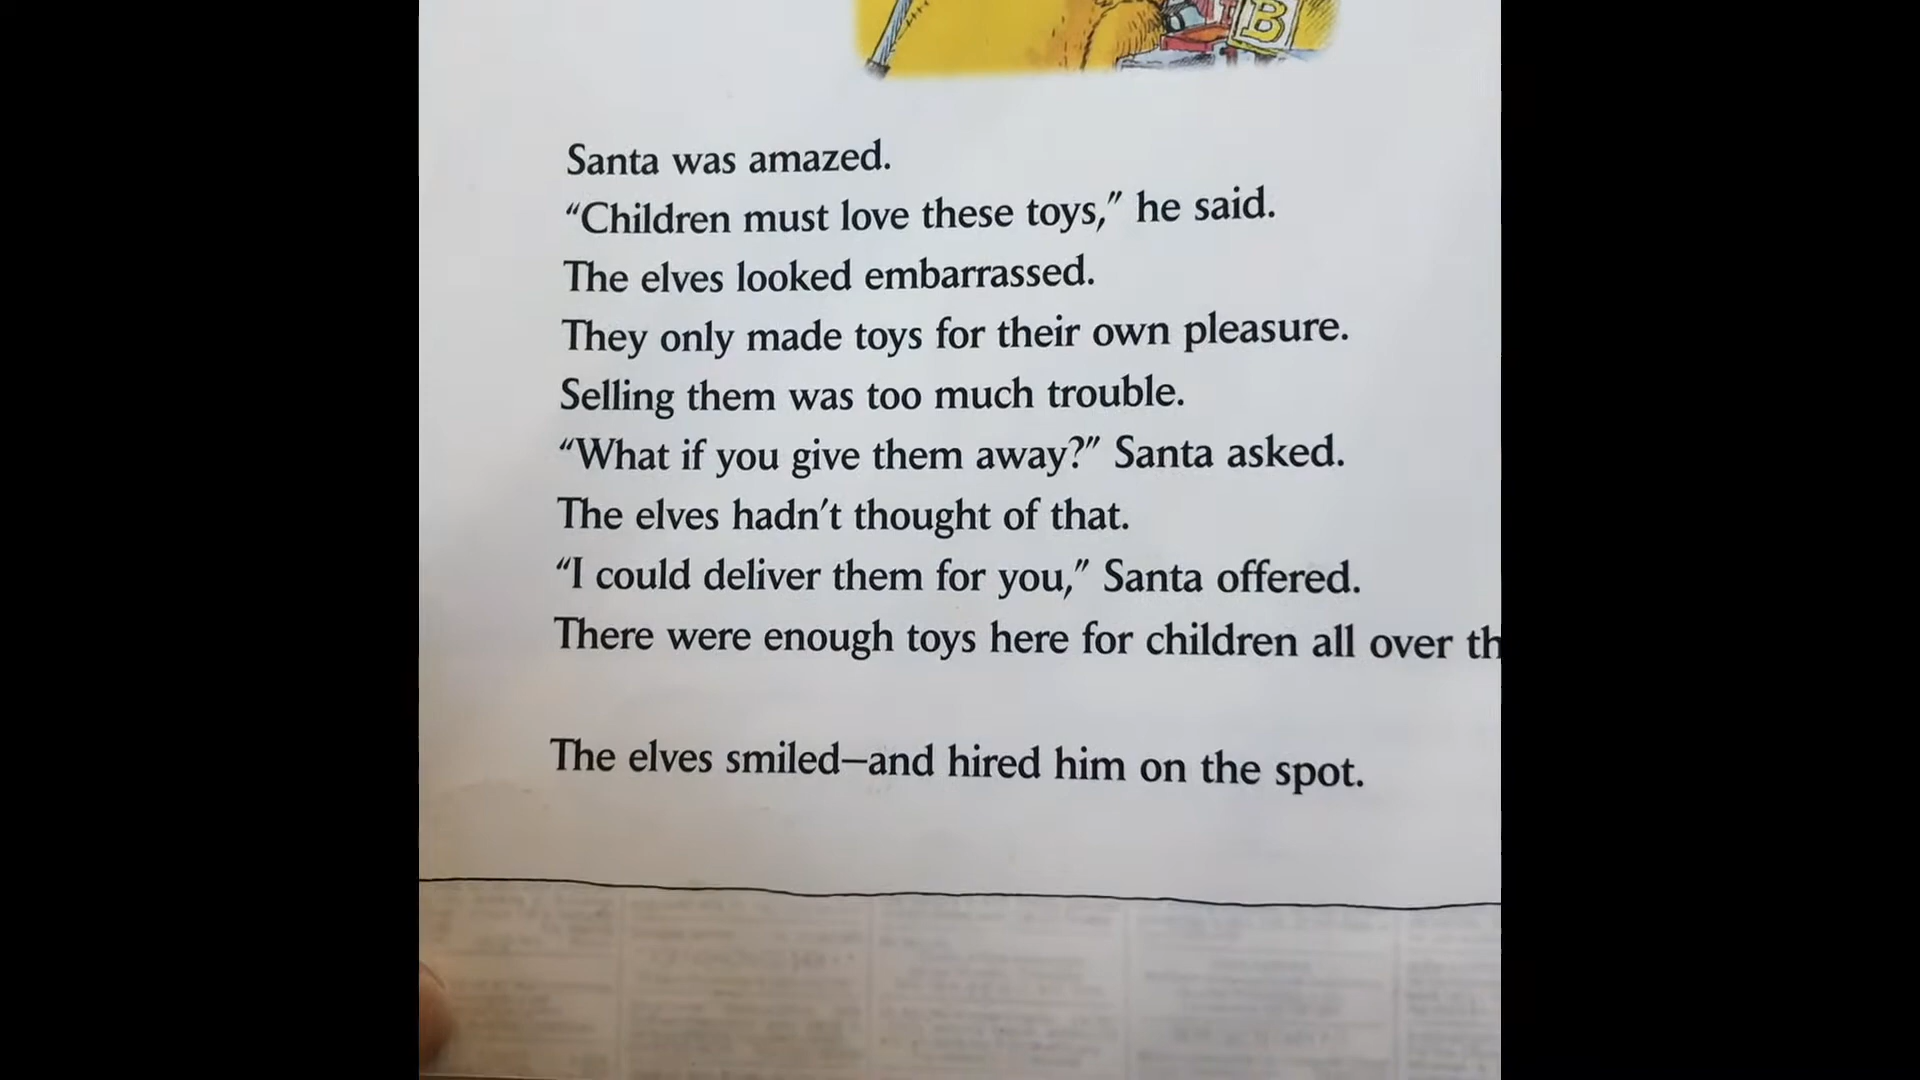 B
Santa was amazed.
“Children must love these toys,” he said.
The elves looked embarrassed.
They only made toys for their own pleasure.
Selling them was too much trouble.
“What if you give them away?” Santa asked.
The elves hadn’t thought of that.
“I could deliver them for you,” Santa offered.
There were enough toys here for children all over th
The elves smiled—and hired him on the spot.